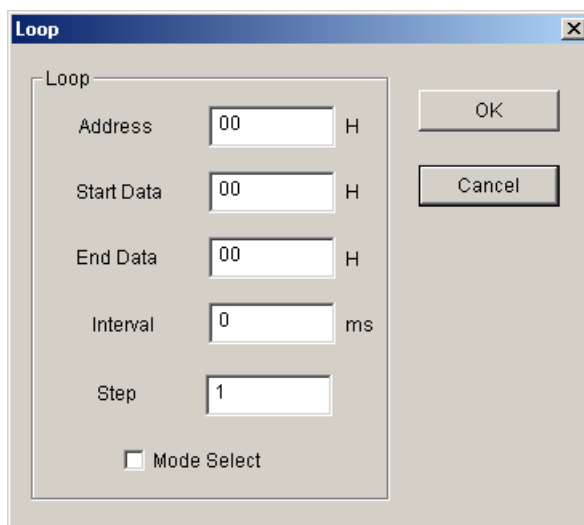 Loop
Loop
Address 00 H
Start Data 00 H
End Data 00 H
Interval 0 ms
Step 1
Mode Select
OK
Cancel